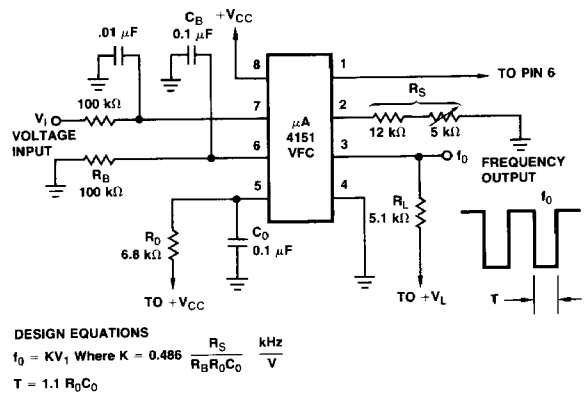 C_B +V_CC
.01 μF 0.1 μF
8 1 TO PIN 6
R_S
V_I 100 kΩ 7 2
VOLTAGE INPUT
μA 4151 VFC
12 kΩ 5 kΩ
6 3 f_0
R_B 100 kΩ
FREQUENCY OUTPUT
5 4
R_0 6.8 kΩ
C_0 0.1 μF
R_L 5.1 kΩ
f_0
TO +V_CC
TO +V_L
T
DESIGN EQUATIONS
f_0 = KV_1 Where K = 0.486 R_S / R_B R_0 C_0 kHz / V
T = 1.1 R_0 C_0